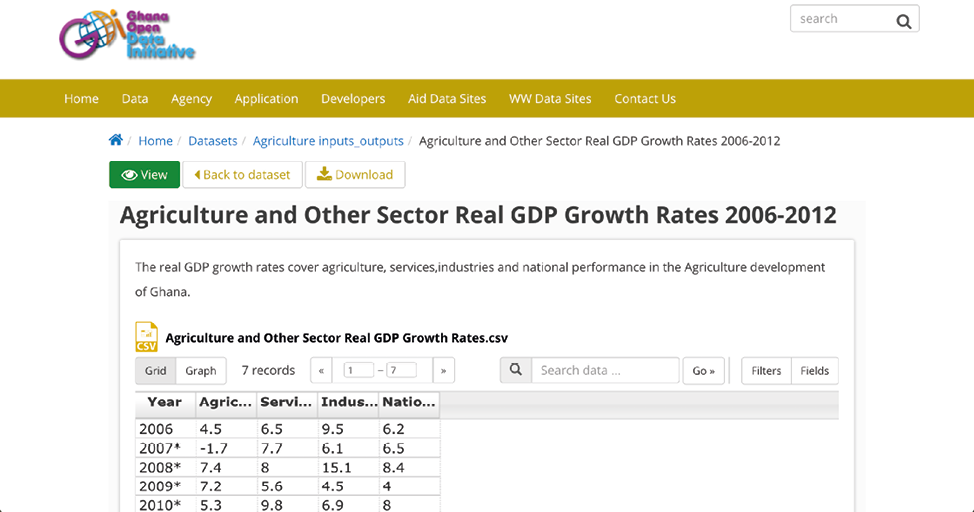 Ghana
Open
Data
Initiative
search
Home Data Agency Application Developers Aid Data Sites WW Data Sites Contact Us
/ Home / Datasets / Agriculture inputs_outputs / Agriculture and Other Sector Real GDP Growth Rates 2006-2012
View Back to dataset Download
Agriculture and Other Sector Real GDP Growth Rates 2006-2012
The real GDP growth rates cover agriculture, services,industries and national performance in the Agriculture development
of Ghana.
CSV Agriculture and Other Sector Real GDP Growth Rates.csv
Grid Graph 7 records « 1 – 7 » Search data ... Go » Filters Fields
Year Agric... Servi... Indus... Natio...
2006 4.5 6.5 9.5 6.2
2007* -1.7 7.7 6.1 6.5
2008* 7.4 8 15.1 8.4
2009* 7.2 5.6 4.5 4
2010* 5.3 9.8 6.9 8